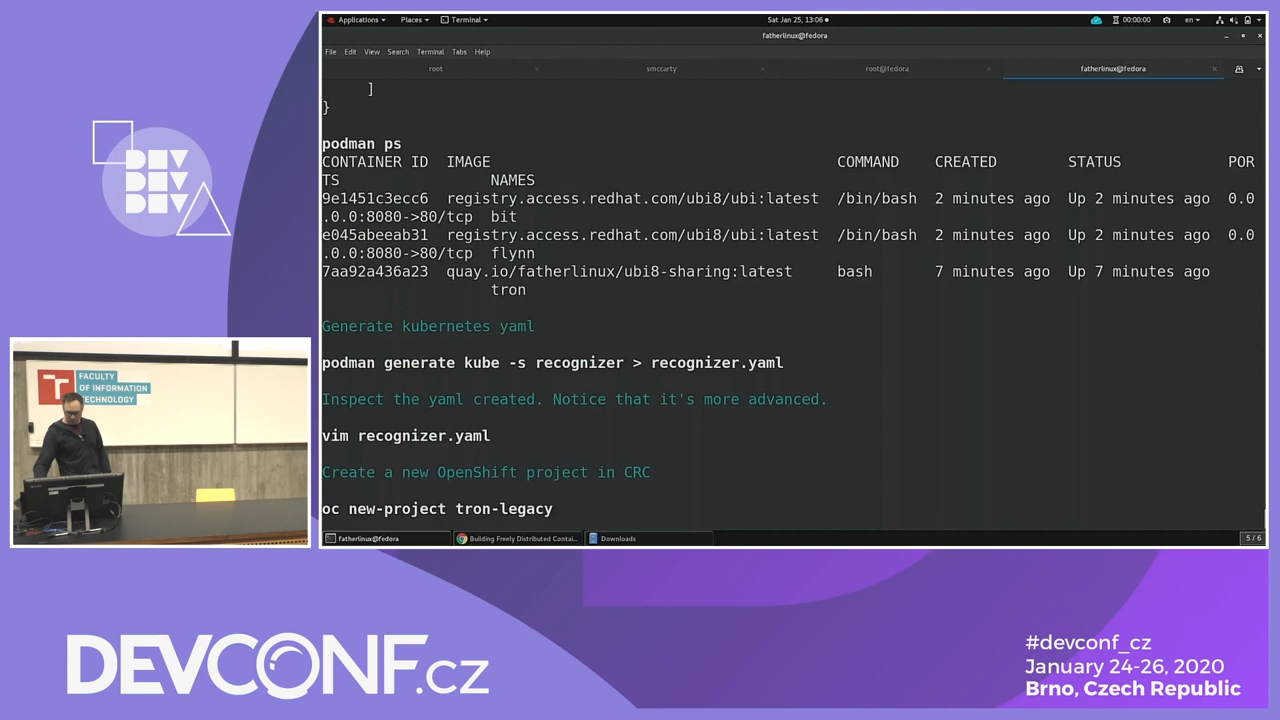 Applications Places Terminal Sat Jan 25, 13:06 00:00:00 en
fatherlinux@fedora
File Edit View Search Terminal Tabs Help
root smccarty root@fedora fatherlinux@fedora
]
}
podman ps
CONTAINER ID IMAGE COMMAND CREATED STATUS POR
TS NAMES
9e1451c3ecc6 registry.access.redhat.com/ubi8/ubi:latest /bin/bash 2 minutes ago Up 2 minutes ago 0.0
.0.0:8080->80/tcp bit
e045abeeab31 registry.access.redhat.com/ubi8/ubi:latest /bin/bash 2 minutes ago Up 2 minutes ago 0.0
.0.0:8080->80/tcp flynn
7aa92a436a23 quay.io/fatherlinux/ubi8-sharing:latest bash 7 minutes ago Up 7 minutes ago
tron
Generate kubernetes yaml
podman generate kube -s recognizer > recognizer.yaml
Inspect the yaml created. Notice that it's more advanced.
vim recognizer.yaml
Create a new OpenShift project in CRC
oc new-project tron-legacy
fatherlinux@fedora Building Freely Distributed Contai... Downloads 5 / 6
DEV
DEV
DEV
FACULTY
OF INFORMATION
TECHNOLOGY
DEVCONF.cz
#devconf_cz
January 24-26, 2020
Brno, Czech Republic